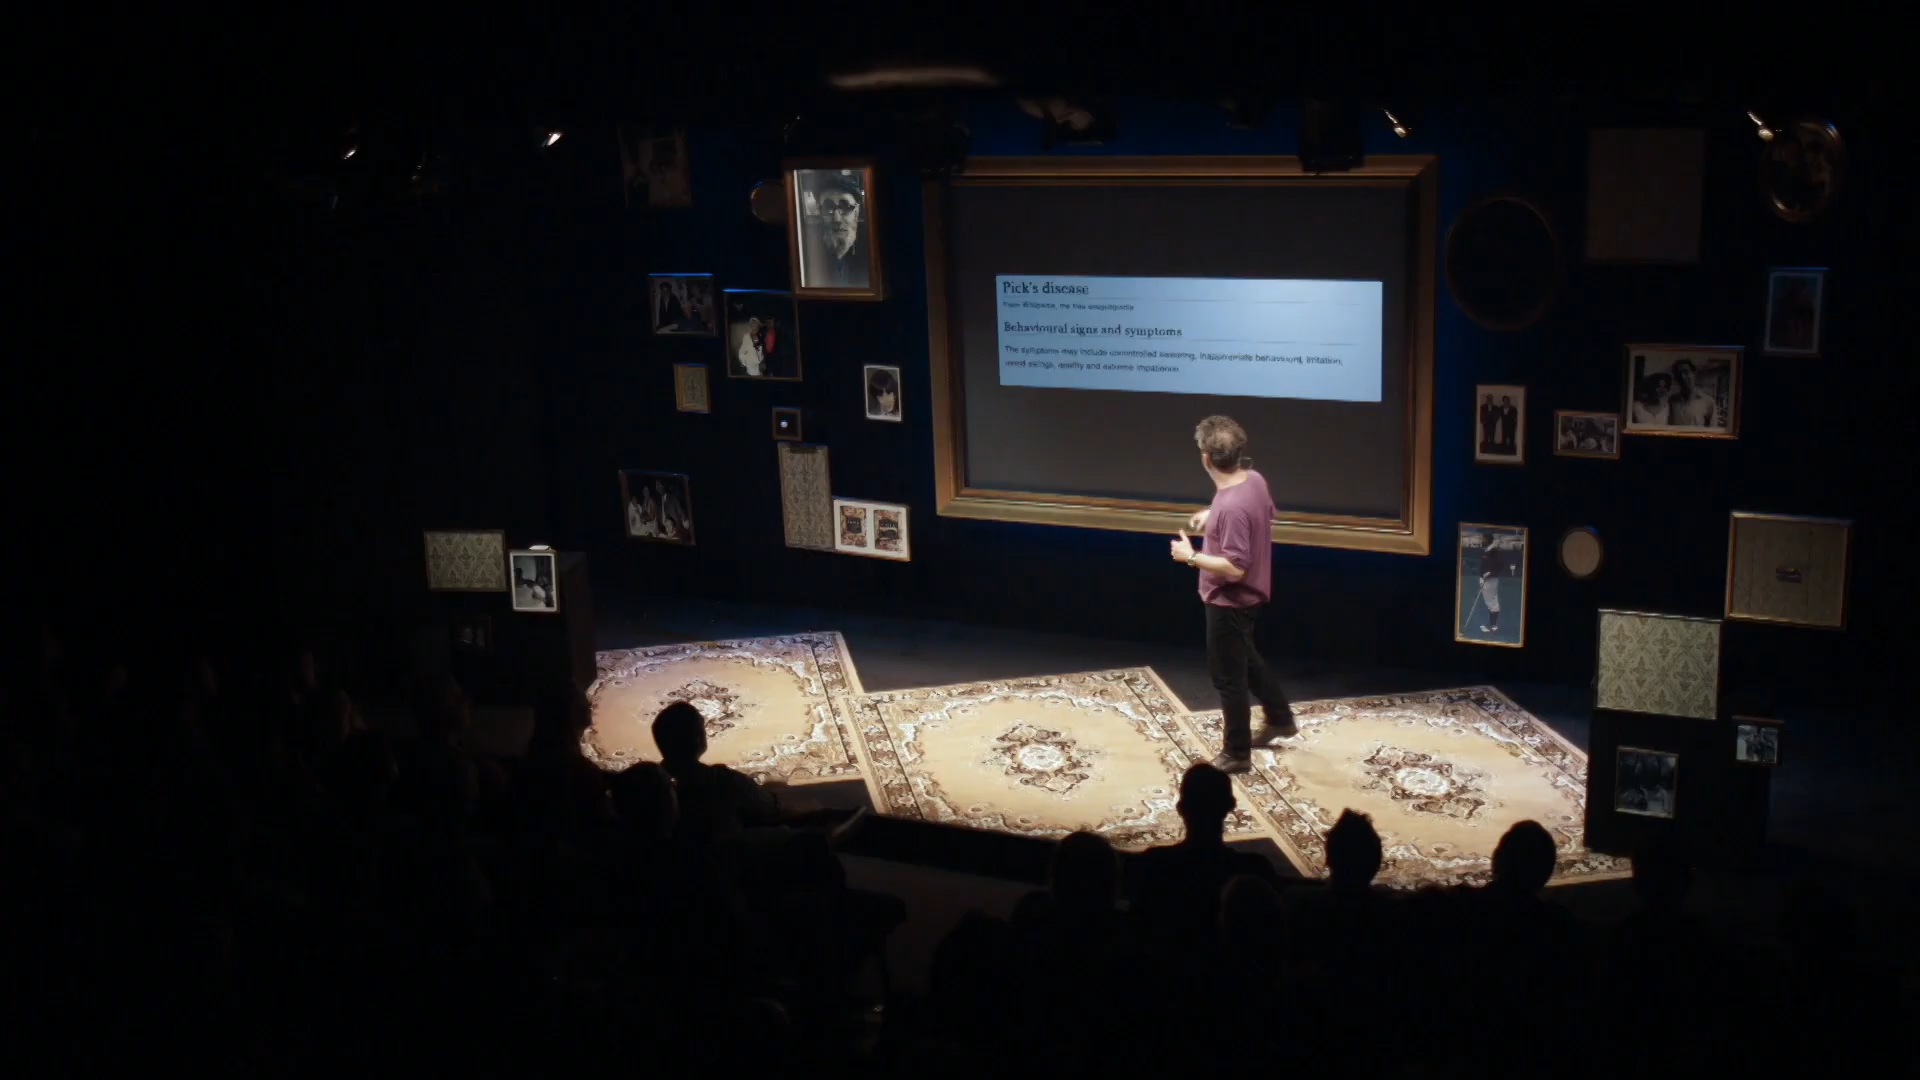 Pick's disease
From Wikipedia, the free encyclopedia
Behavioural signs and symptoms
The symptoms may include uncontrolled swearing, inappropriate behaviours, irritation,
mood swings, apathy and extreme impatience